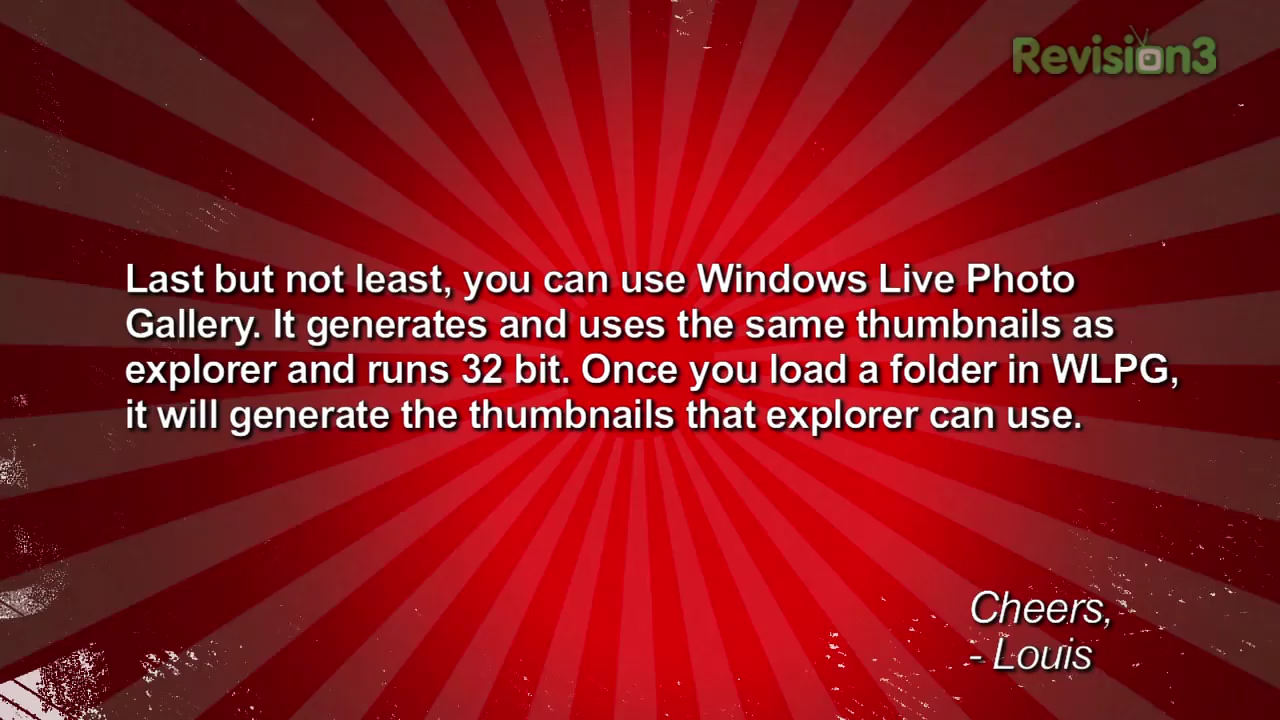 Revision3
Last but not least, you can use Windows Live Photo
Gallery. It generates and uses the same thumbnails as
explorer and runs 32 bit. Once you load a folder in WLPG,
it will generate the thumbnails that explorer can use.
Cheers,
- Louis